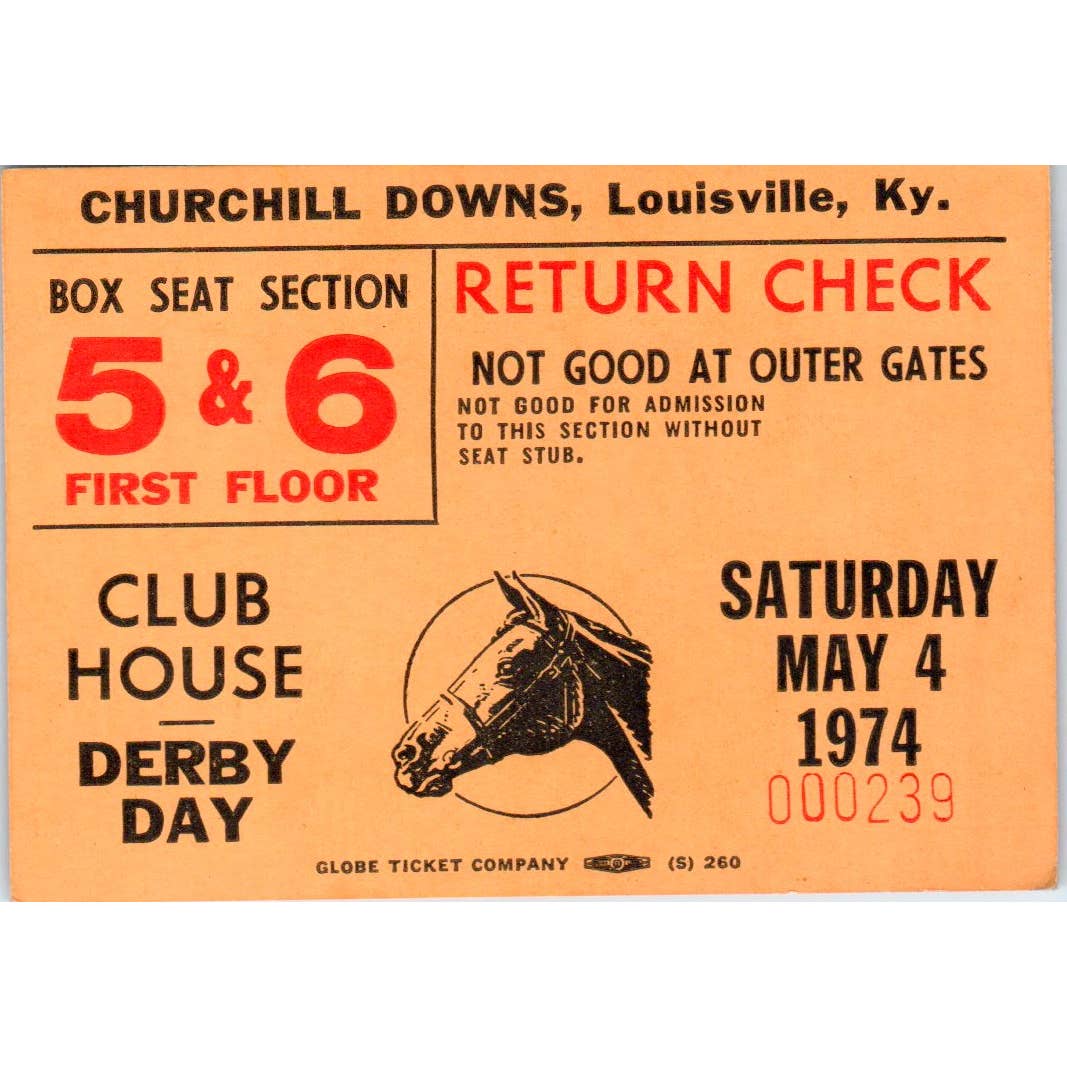 CHURCHILL DOWNS, Louisville, Ky.
BOX SEAT SECTION
5 & 6
FIRST FLOOR
RETURN CHECK
NOT GOOD AT OUTER GATES
NOT GOOD FOR ADMISSION
TO THIS SECTION WITHOUT
SEAT STUB.
CLUB
HOUSE
—
DERBY
DAY
SATURDAY
MAY 4
1974
000239
GLOBE TICKET COMPANY (S) 260